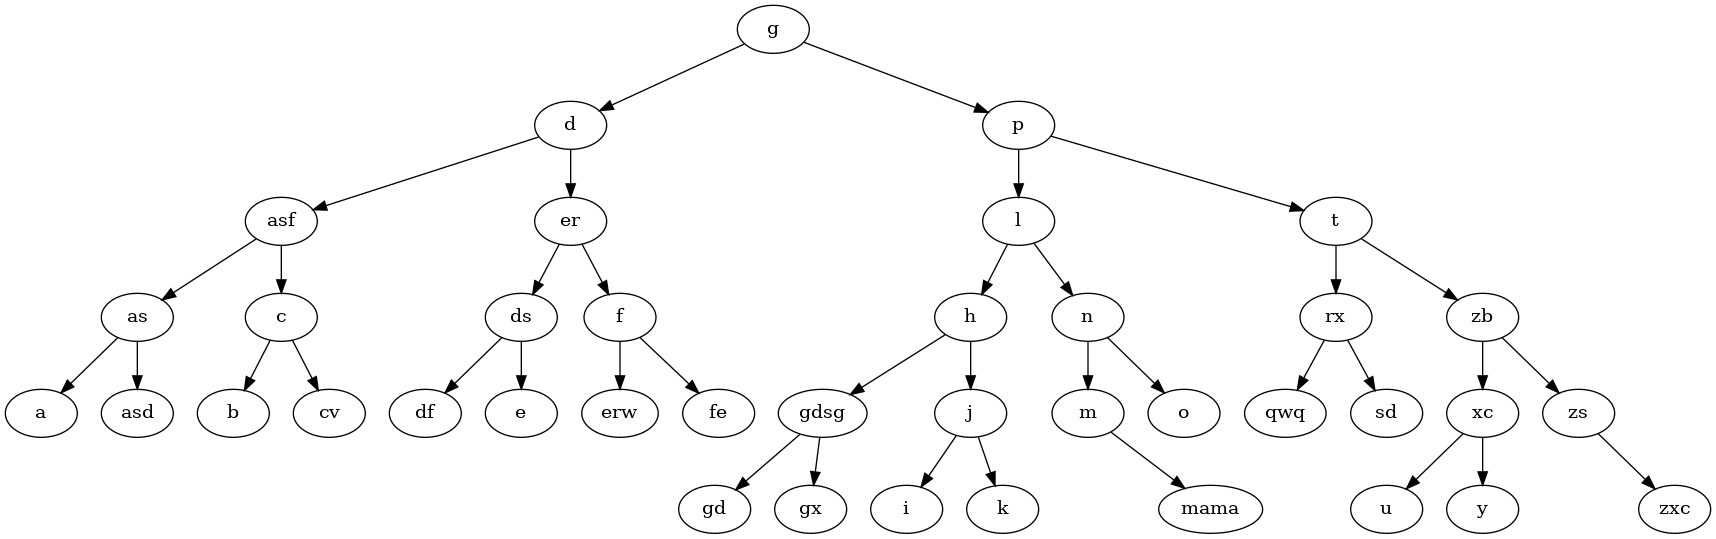 g
d p
asf er l t
as c ds f h n rx zb
a asd b cv df e erw fe gdsg j m o qwq sd xc zs
gd gx i k mama u y zxc